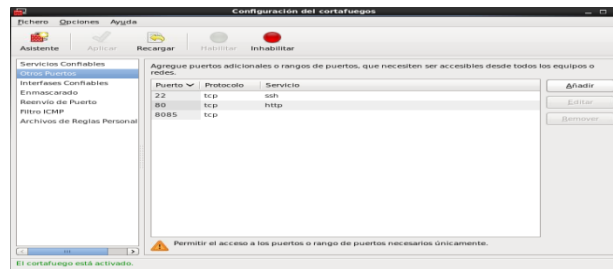 Configuración del cortafuegos
Fichero Opciones Ayuda
Asistente Aplicar Recargar Habilitar Inhabilitar
Servicios Confiables
Otros Puertos
Interfases Confiables
Enmascarado
Reenvío de Puerto
Filtro ICMP
Archivos de Reglas Personal
Agregue puertos adicionales o rangos de puertos, que necesiten ser accesibles desde todos los equipos o
redes.
Puerto Protocolo Servicio
22 tcp ssh
80 tcp http
8085 tcp
Añadir
Editar
Remover
Permitir el acceso a los puertos o rango de puertos necesarios únicamente.
El cortafuego está activado.